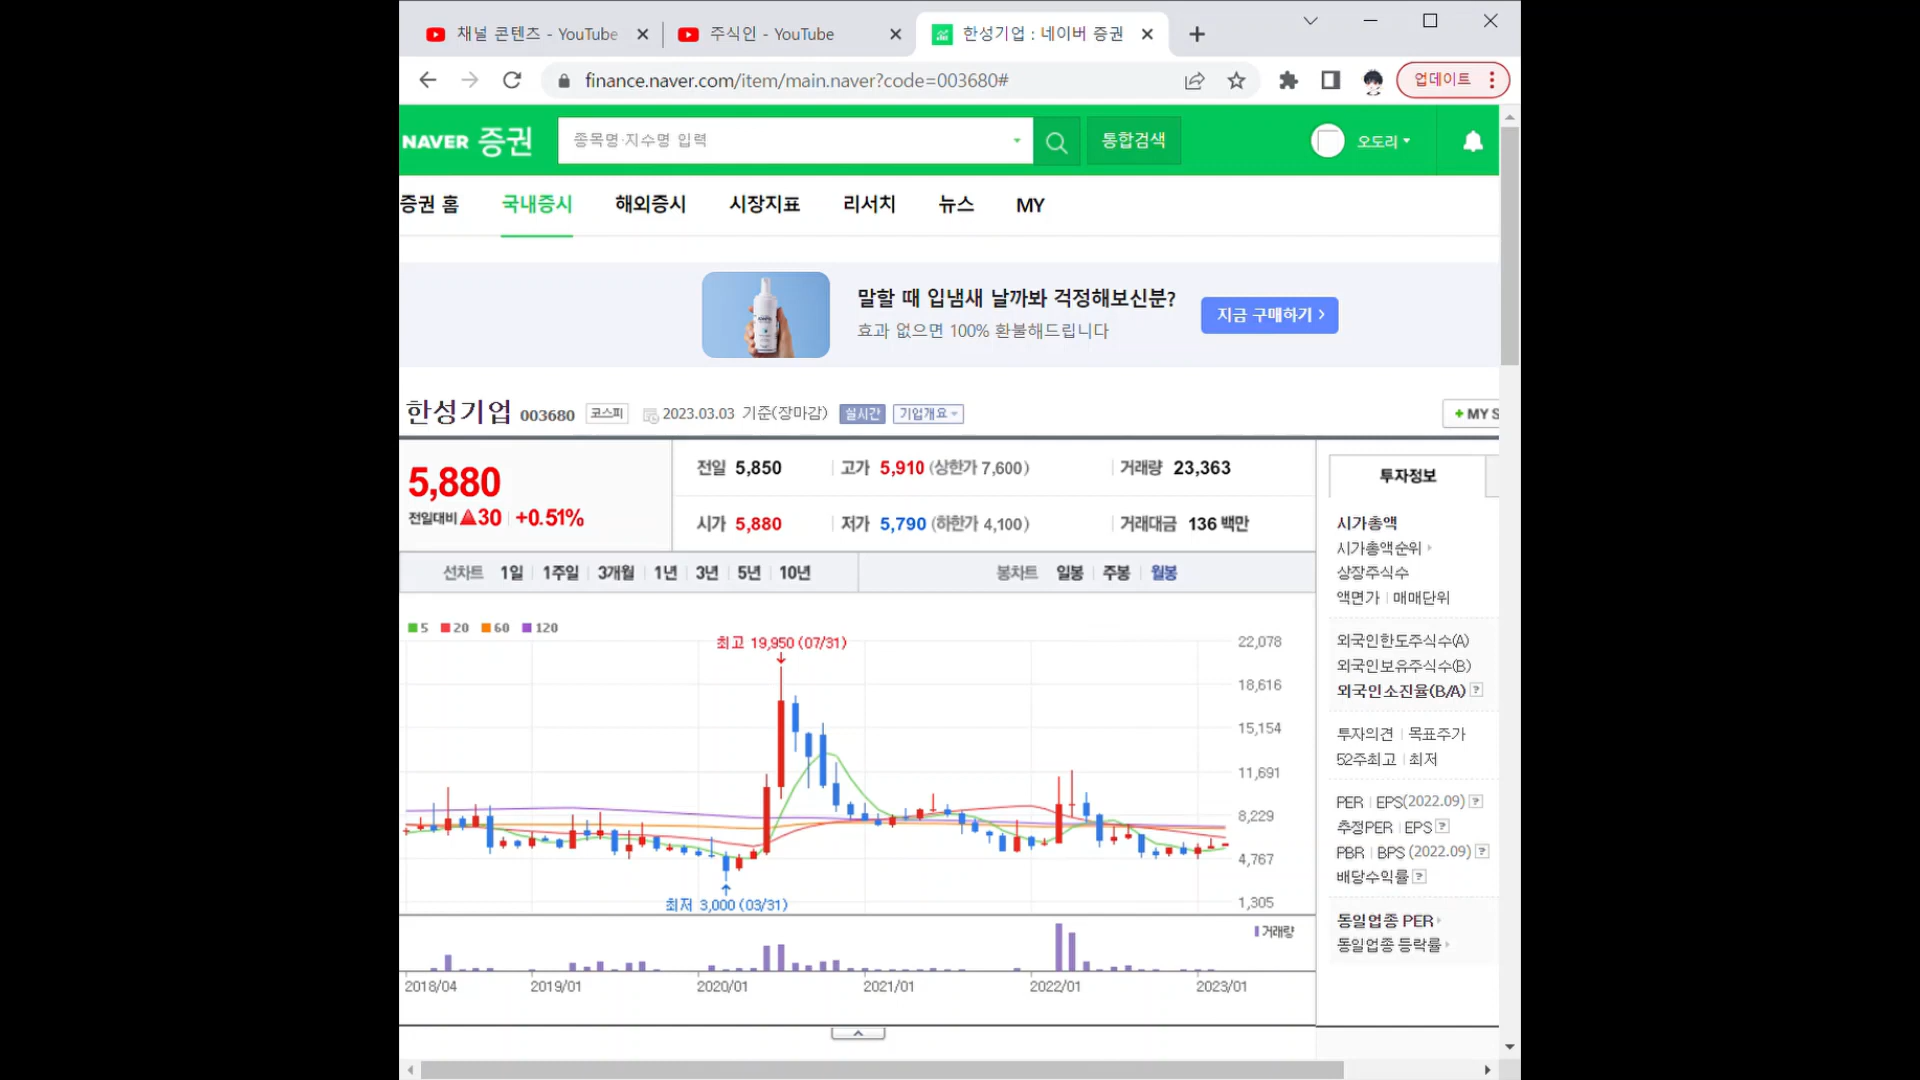 채널 콘텐츠 - YouTube
주식인 - YouTube
한성기업 : 네이버 증권
finance.naver.com/item/main.naver?code=003680#
업데이트
NAVER 증권
종목명·지수명 입력
통합검색
오도리
증권 홈
국내증시
해외증시
시장지표
리서치
뉴스
MY
말할 때 입냄새 날까봐 걱정해보신분?
효과 없으면 100% 환불해드립니다
지금 구매하기 >
한성기업 003680 코스피 2023.03.03 기준(장마감) 실시간 기업개요
+ MY S
5,880
전일대비 ▲30 +0.51%
전일 5,850
고가 5,910 (상한가 7,600)
거래량 23,363
시가 5,880
저가 5,790 (하한가 4,100)
거래대금 136 백만
선차트 1일 1주일 3개월 1년 3년 5년 10년
봉차트 일봉 주봉 월봉
5 20 60 120
최고 19,950 (07/31)
22,078
18,616
15,154
11,691
8,229
4,767
1,305
최저 3,000 (03/31)
거래량
2018/04 2019/01 2020/01 2021/01 2022/01 2023/01
투자정보
시가총액
시가총액순위
상장주식수
액면가 | 매매단위
외국인한도주식수(A)
외국인보유주식수(B)
외국인소진율(B/A) ?
투자의견 | 목표주가
52주최고 | 최저
PER | EPS(2022.09) ?
추정PER | EPS ?
PBR | BPS (2022.09) ?
배당수익률 ?
동일업종 PER
동일업종 등락률